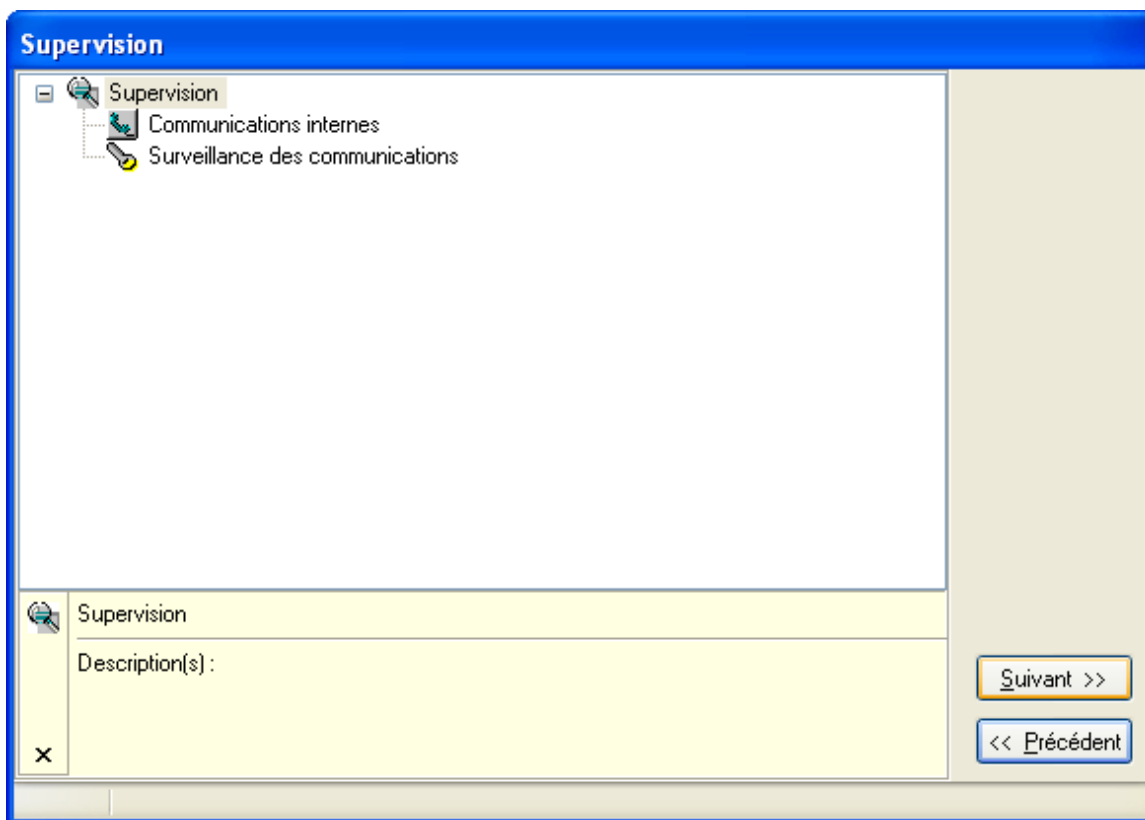 Supervision
Supervision
Communications internes
Surveillance des communications
Supervision
Description(s) :
Suivant >>
<< Précédent